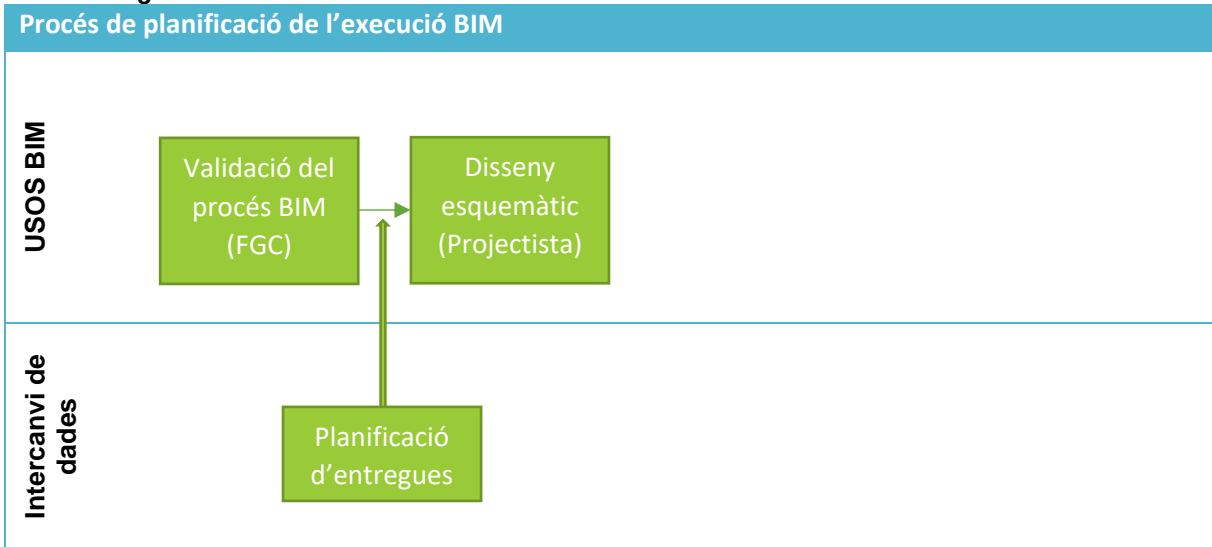 Procés de planificació de l’execució BIM
USOS BIM
Validació del
procés BIM
(FGC)
Disseny
esquemàtic
(Projectista)
Intercanvi de
dades
Planificació
d’entregues